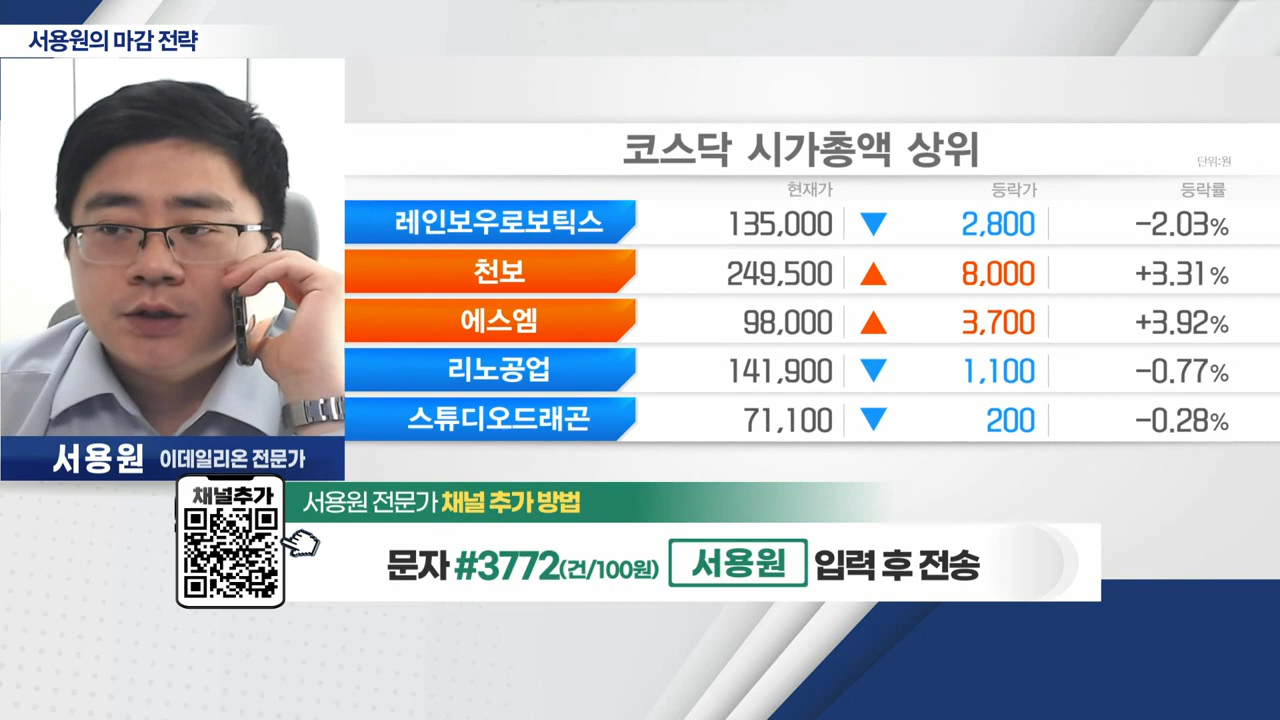 서용원의 마감 전략
코스닥 시가총액 상위
단위:원
현재가 등락가 등락률
레인보우로보틱스 135,000 ▼ 2,800 -2.03%
천보 249,500 ▲ 8,000 +3.31%
에스엠 98,000 ▲ 3,700 +3.92%
리노공업 141,900 ▼ 1,100 -0.77%
스튜디오드래곤 71,100 ▼ 200 -0.28%
서용원 이데일리온 전문가
채널추가
서용원 전문가 채널 추가 방법
문자 #3772(건/100원) 서용원 입력 후 전송